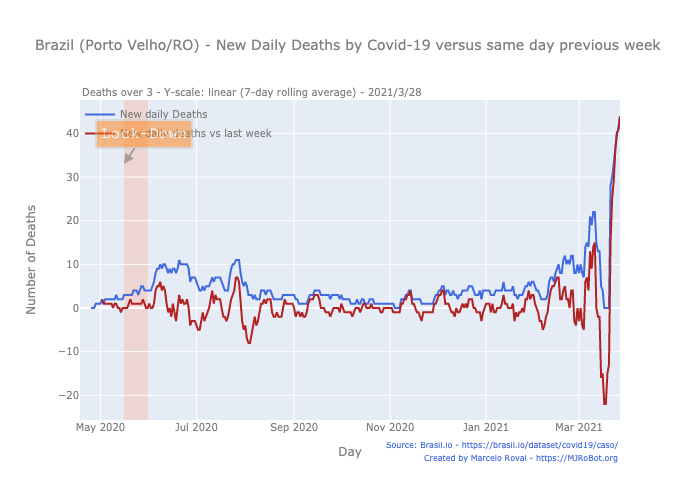 Brazil (Porto Velho/RO) - New Daily Deaths by Covid-19 versus same day previous week
Deaths over 3 - Y-scale: linear (7-day rolling average) - 2021/3/28
New daily Deaths
Lock-Down
New daily Deaths vs last week
40
30
20
10
0
−10
−20
Number of Deaths
May 2020
Jul 2020
Sep 2020
Nov 2020
Jan 2021
Mar 2021
Day
Source: Brasil.io - https://brasil.io/dataset/covid19/caso/
Created by Marcelo Rovai - https://MJRoBot.org